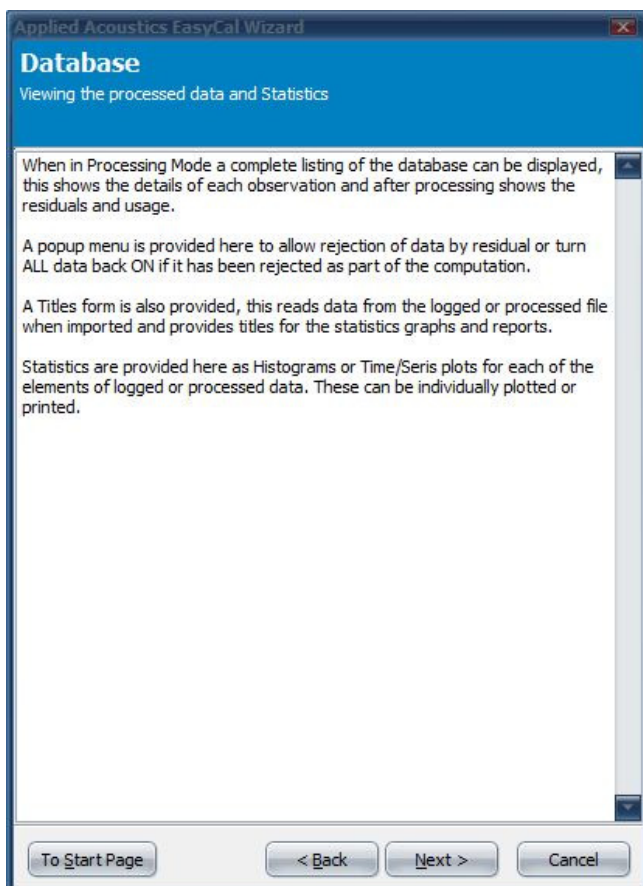 Applied Acoustics EasyCal Wizard
Database
Viewing the processed data and Statistics
When in Processing Mode a complete listing of the database can be displayed,
this shows the details of each observation and after processing shows the
residuals and usage.
A popup menu is provided here to allow rejection of data by residual or turn
ALL data back ON if it has been rejected as part of the computation.
A Titles form is also provided, this reads data from the logged or processed file
when imported and provides titles for the statistics graphs and reports.
Statistics are provided here as Histograms or Time/Seris plots for each of the
elements of logged or processed data. These can be individually plotted or
printed.
To Start Page
< Back
Next >
Cancel